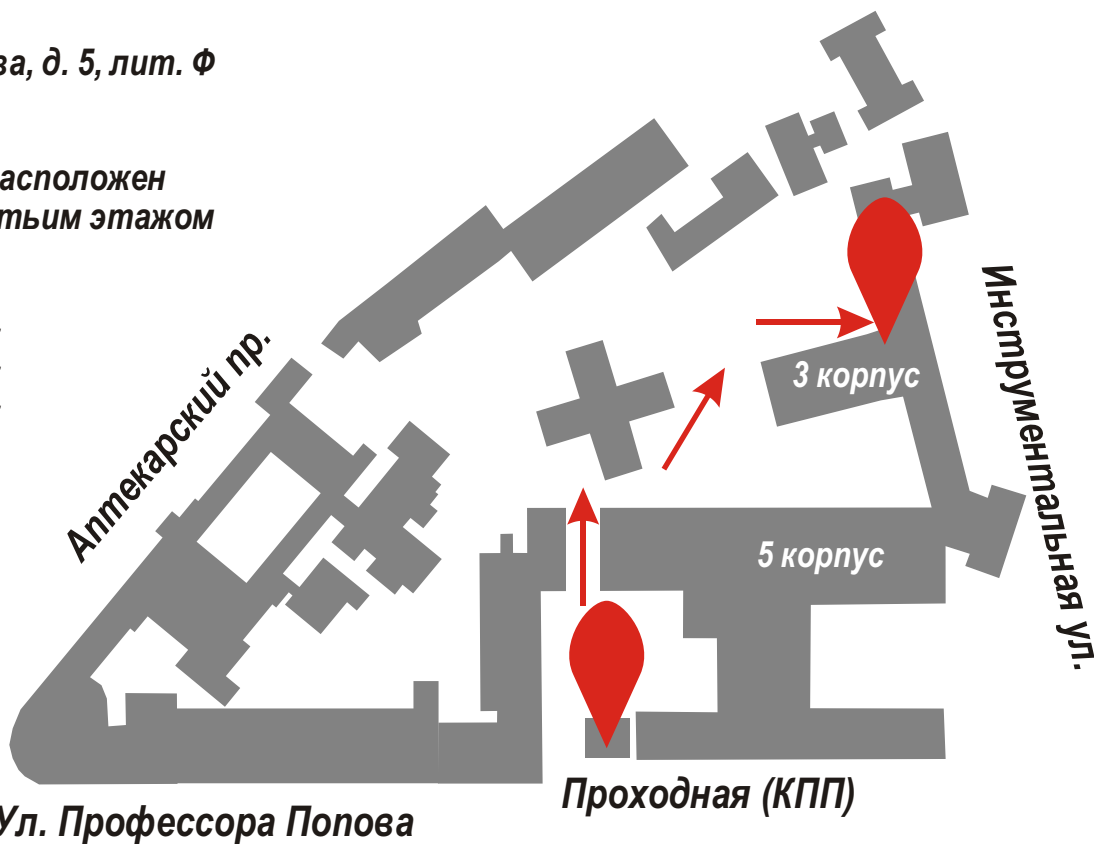 ва, д. 5, лит. Ф
асположен
тьим этажом
Аптекарский пр.
3 корпус
Инструментальная ул.
5 корпус
Проходная (КПП)
Ул. Профессора Попова